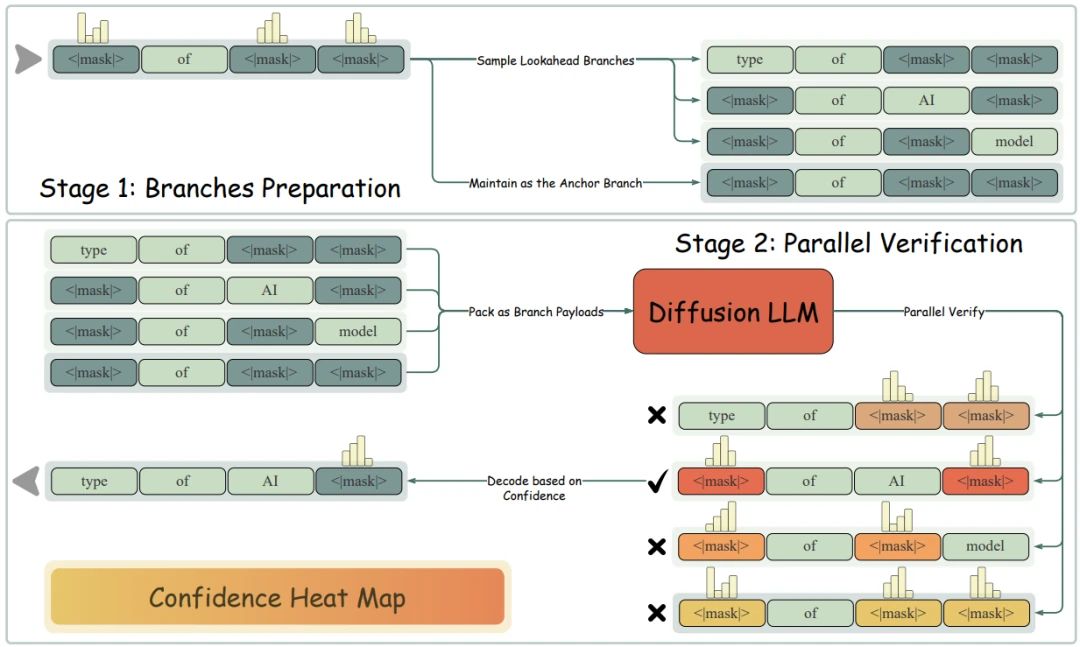 <|mask|> of <|mask|> <|mask|>
Sample Lookahead Branches
Maintain as the Anchor Branch
type of <|mask|> <|mask|>
<|mask|> of AI <|mask|>
<|mask|> of <|mask|> model
<|mask|> of <|mask|> <|mask|>
Stage 1: Branches Preparation
Stage 2: Parallel Verification
type of <|mask|> <|mask|>
<|mask|> of AI <|mask|>
<|mask|> of <|mask|> model
<|mask|> of <|mask|> <|mask|>
Pack as Branch Payloads
Diffusion LLM
Parallel Verify
type of <|mask|> <|mask|>
<|mask|> of AI <|mask|>
<|mask|> of <|mask|> model
<|mask|> of <|mask|> <|mask|>
Decode based on
Confidence
type of AI <|mask|>
Confidence Heat Map